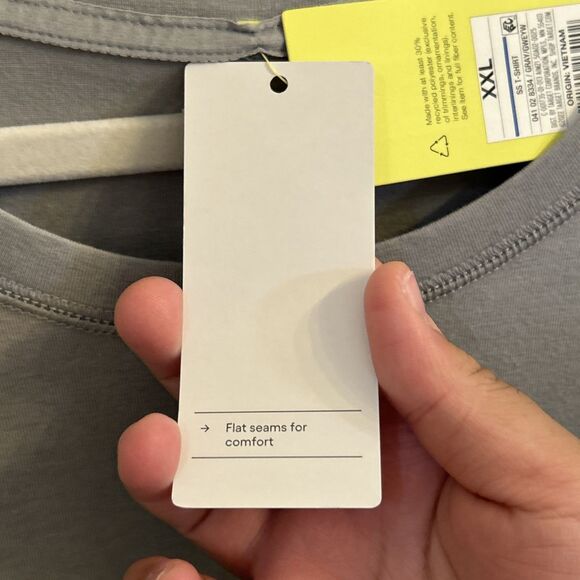 Made with at least 30%
recycled polyester (exclusive
of trimmings, ornamentation,
interlinings and linings).
See item for full fiber content.
XXL
SS T-SHIRT
ORIGIN: VIETNAM
→ Flat seams for
comfort